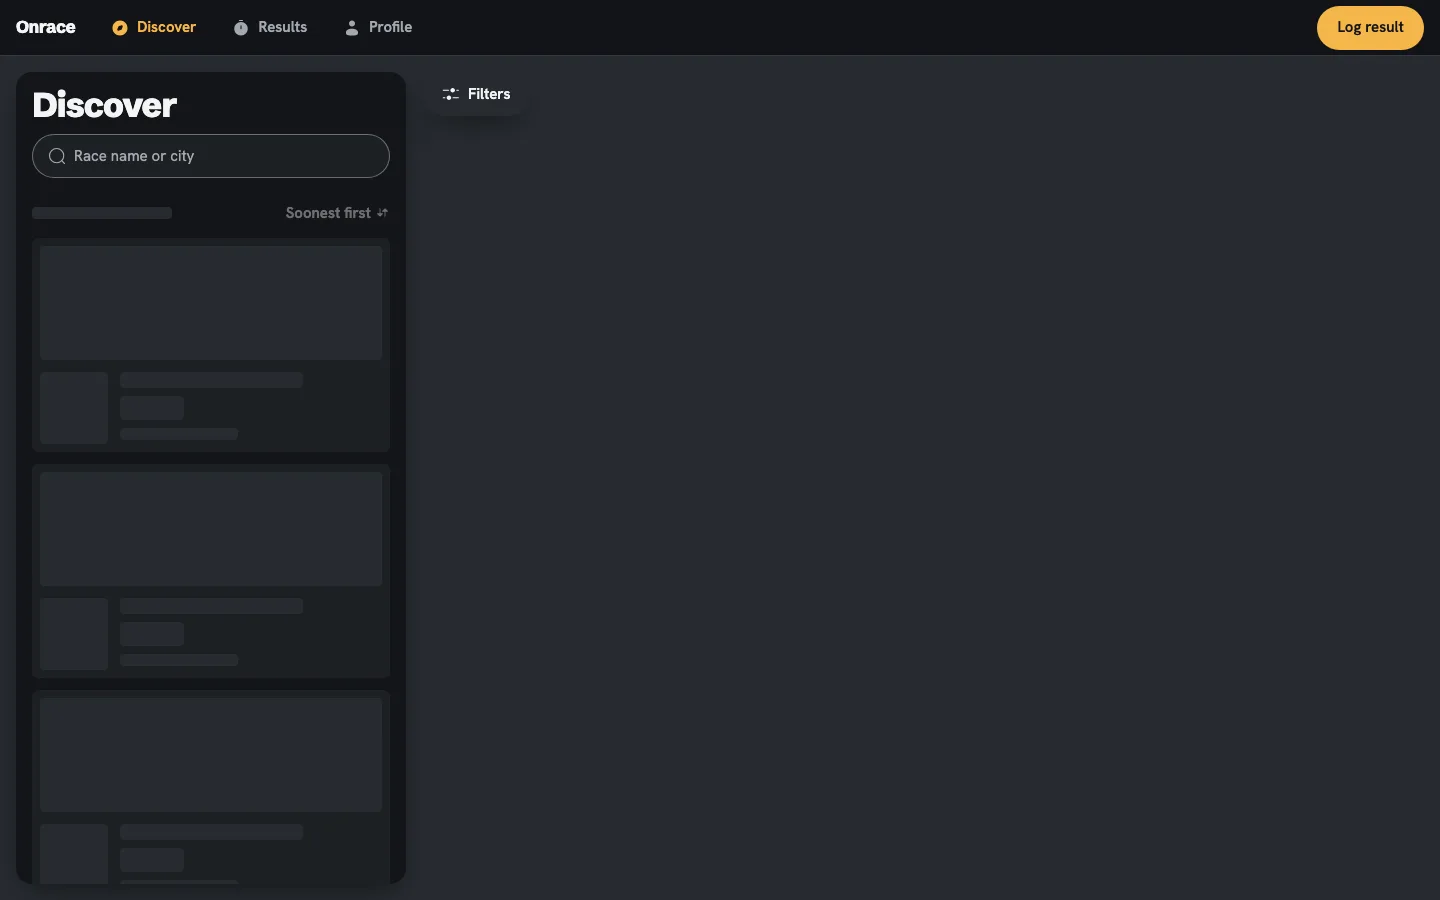 Onrace
Discover
Results
Profile
Log result
Discover
Race name or city
Soonest first
Filters